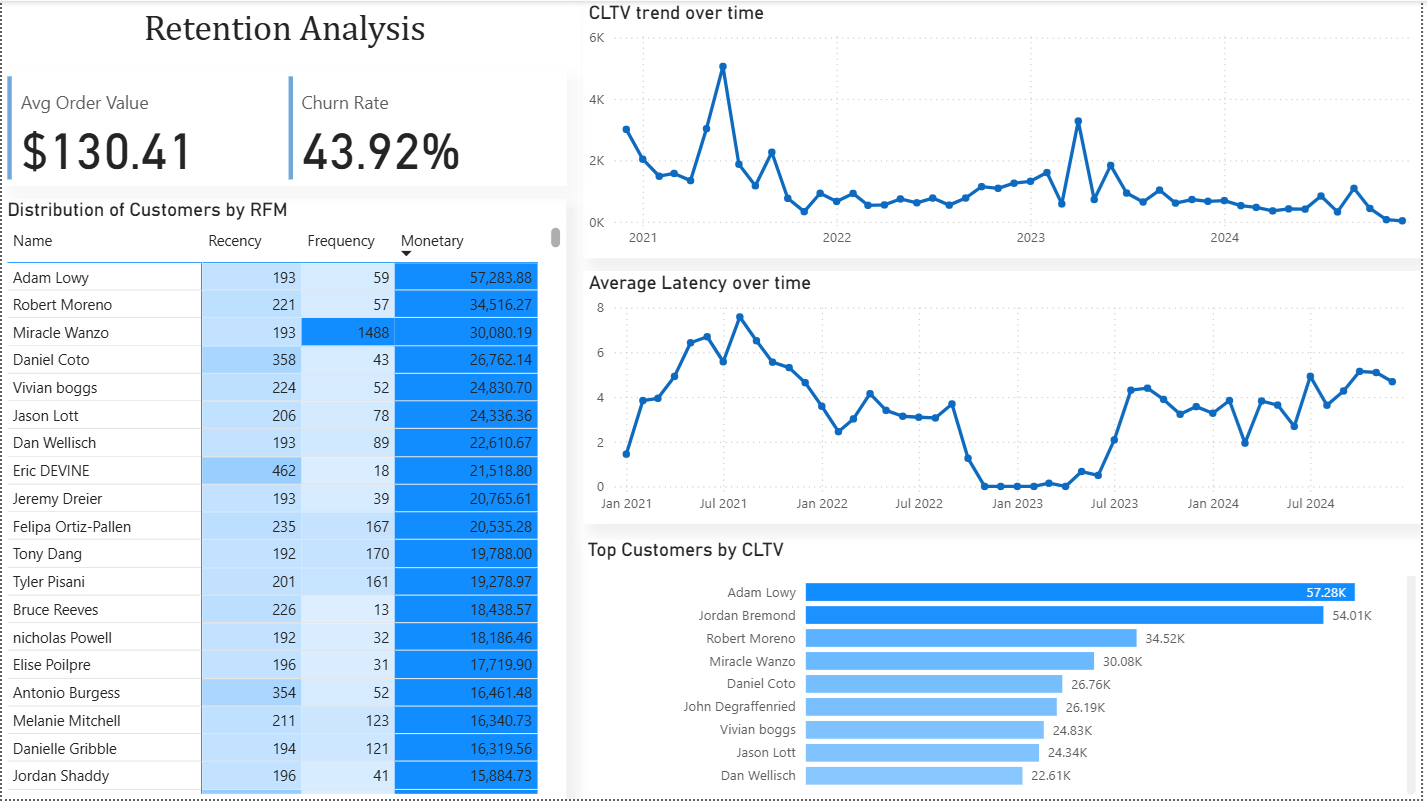 Retention Analysis
Avg Order Value
$130.41
Churn Rate
43.92%
Distribution of Customers by RFM
Name Recency Frequency Monetary
Adam Lowy 193 59 57,283.88
Robert Moreno 221 57 34,516.27
Miracle Wanzo 193 1488 30,080.19
Daniel Coto 358 43 26,762.14
Vivian boggs 224 52 24,830.70
Jason Lott 206 78 24,336.36
Dan Wellisch 193 89 22,610.67
Eric DEVINE 462 18 21,518.80
Jeremy Dreier 193 39 20,765.61
Felipa Ortiz-Pallen 235 167 20,535.28
Tony Dang 192 170 19,788.00
Tyler Pisani 201 161 19,278.97
Bruce Reeves 226 13 18,438.57
nicholas Powell 192 32 18,186.46
Elise Poilpre 196 31 17,719.90
Antonio Burgess 354 52 16,461.48
Melanie Mitchell 211 123 16,340.73
Danielle Gribble 194 121 16,319.56
Jordan Shaddy 196 41 15,884.73
CLTV trend over time
6K
4K
2K
0K
2021 2022 2023 2024
Average Latency over time
8
6
4
2
0
Jan 2021 Jul 2021 Jan 2022 Jul 2022 Jan 2023 Jul 2023 Jan 2024 Jul 2024
Top Customers by CLTV
Adam Lowy 57.28K
Jordan Bremond 54.01K
Robert Moreno 34.52K
Miracle Wanzo 30.08K
Daniel Coto 26.76K
John Degraffenried 26.19K
Vivian boggs 24.83K
Jason Lott 24.34K
Dan Wellisch 22.61K